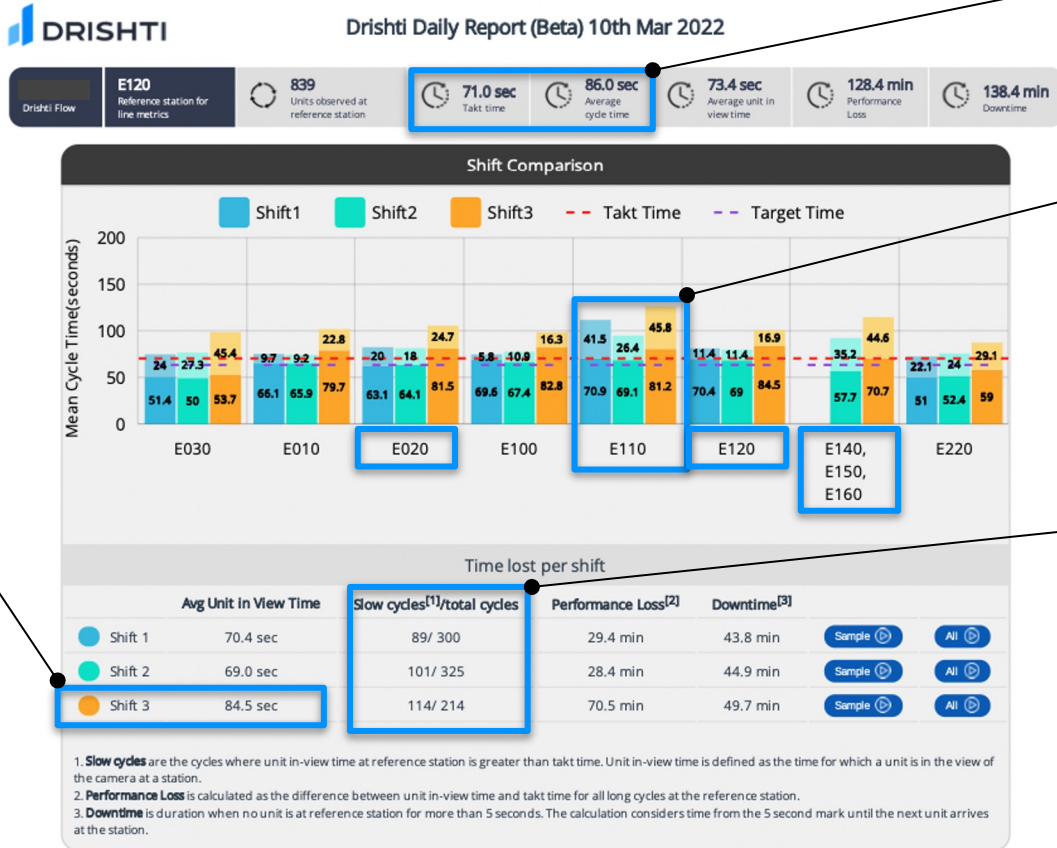 DRISHTI
Drishti Daily Report (Beta) 10th Mar 2022
Drishti Flow
E120
Reference station for
line metrics
839
Units observed at
reference station
71.0 sec
Takt time
86.0 sec
Average
cycle time
73.4 sec
Average unit in
view time
128.4 min
Performance
Loss
138.4 min
Downtime
Shift Comparison
Shift1
Shift2
Shift3
Takt Time
Target Time
Mean Cycle Time(seconds)
200
150
100
50
0
24 27.3 45.4
51.4 50 53.7
9.7 9.2 22.8
66.1 65.9 79.7
20 18 24.7
63.1 64.1 81.5
5.8 10.9 16.3
69.6 67.4 82.8
41.5 26.4 45.8
70.9 69.1 81.2
11.4 11.4 16.9
70.4 69 84.5
35.2 44.6
57.7 70.7
22.1 24 29.1
51 52.4 59
E030
E010
E020
E100
E110
E120
E140,
E150,
E160
E220
Time lost per shift
Avg Unit in View Time Slow cycles[1]/total cycles Performance Loss[2] Downtime[3]
Shift 1 70.4 sec 89/ 300 29.4 min 43.8 min Sample All
Shift 2 69.0 sec 101/ 325 28.4 min 44.9 min Sample All
Shift 3 84.5 sec 114/ 214 70.5 min 49.7 min Sample All
1. Slow cycles are the cycles where unit in-view time at reference station is greater than takt time. Unit in-view time is defined as the time for which a unit is in the view of
the camera at a station.
2. Performance Loss is calculated as the difference between unit in-view time and takt time for all long cycles at the reference station.
3. Downtime is duration when no unit is at reference station for more than 5 seconds. The calculation considers time from the 5 second mark until the next unit arrives
at the station.